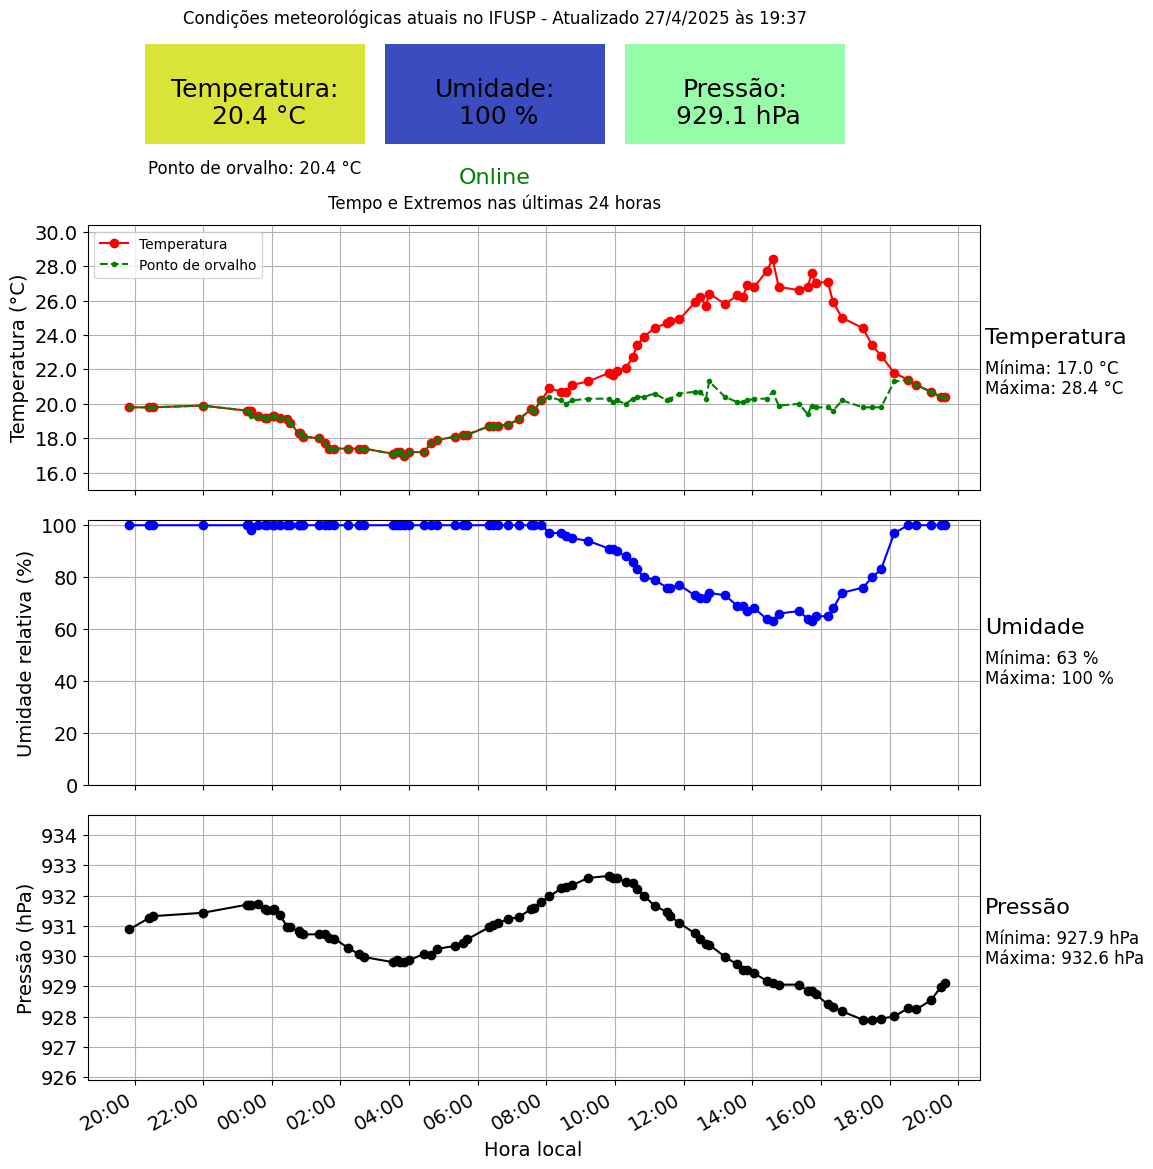 Condições meteorológicas atuais no IFUSP - Atualizado 27/4/2025 às 19:37
Temperatura:
20.4 °C
Umidade:
100 %
Pressão:
929.1 hPa
Ponto de orvalho: 20.4 °C
Online
Tempo e Extremos nas últimas 24 horas
Temperatura (°C)
30.0
28.0
26.0
24.0
22.0
20.0
18.0
16.0
Temperatura
Ponto de orvalho
Temperatura
Mínima: 17.0 °C
Máxima: 28.4 °C
Umidade relativa (%)
100
80
60
40
20
0
Umidade
Mínima: 63 %
Máxima: 100 %
Pressão (hPa)
934
933
932
931
930
929
928
927
926
Pressão
Mínima: 927.9 hPa
Máxima: 932.6 hPa
20:00 22:00 00:00 02:00 04:00 06:00 08:00 10:00 12:00 14:00 16:00 18:00 20:00
Hora local